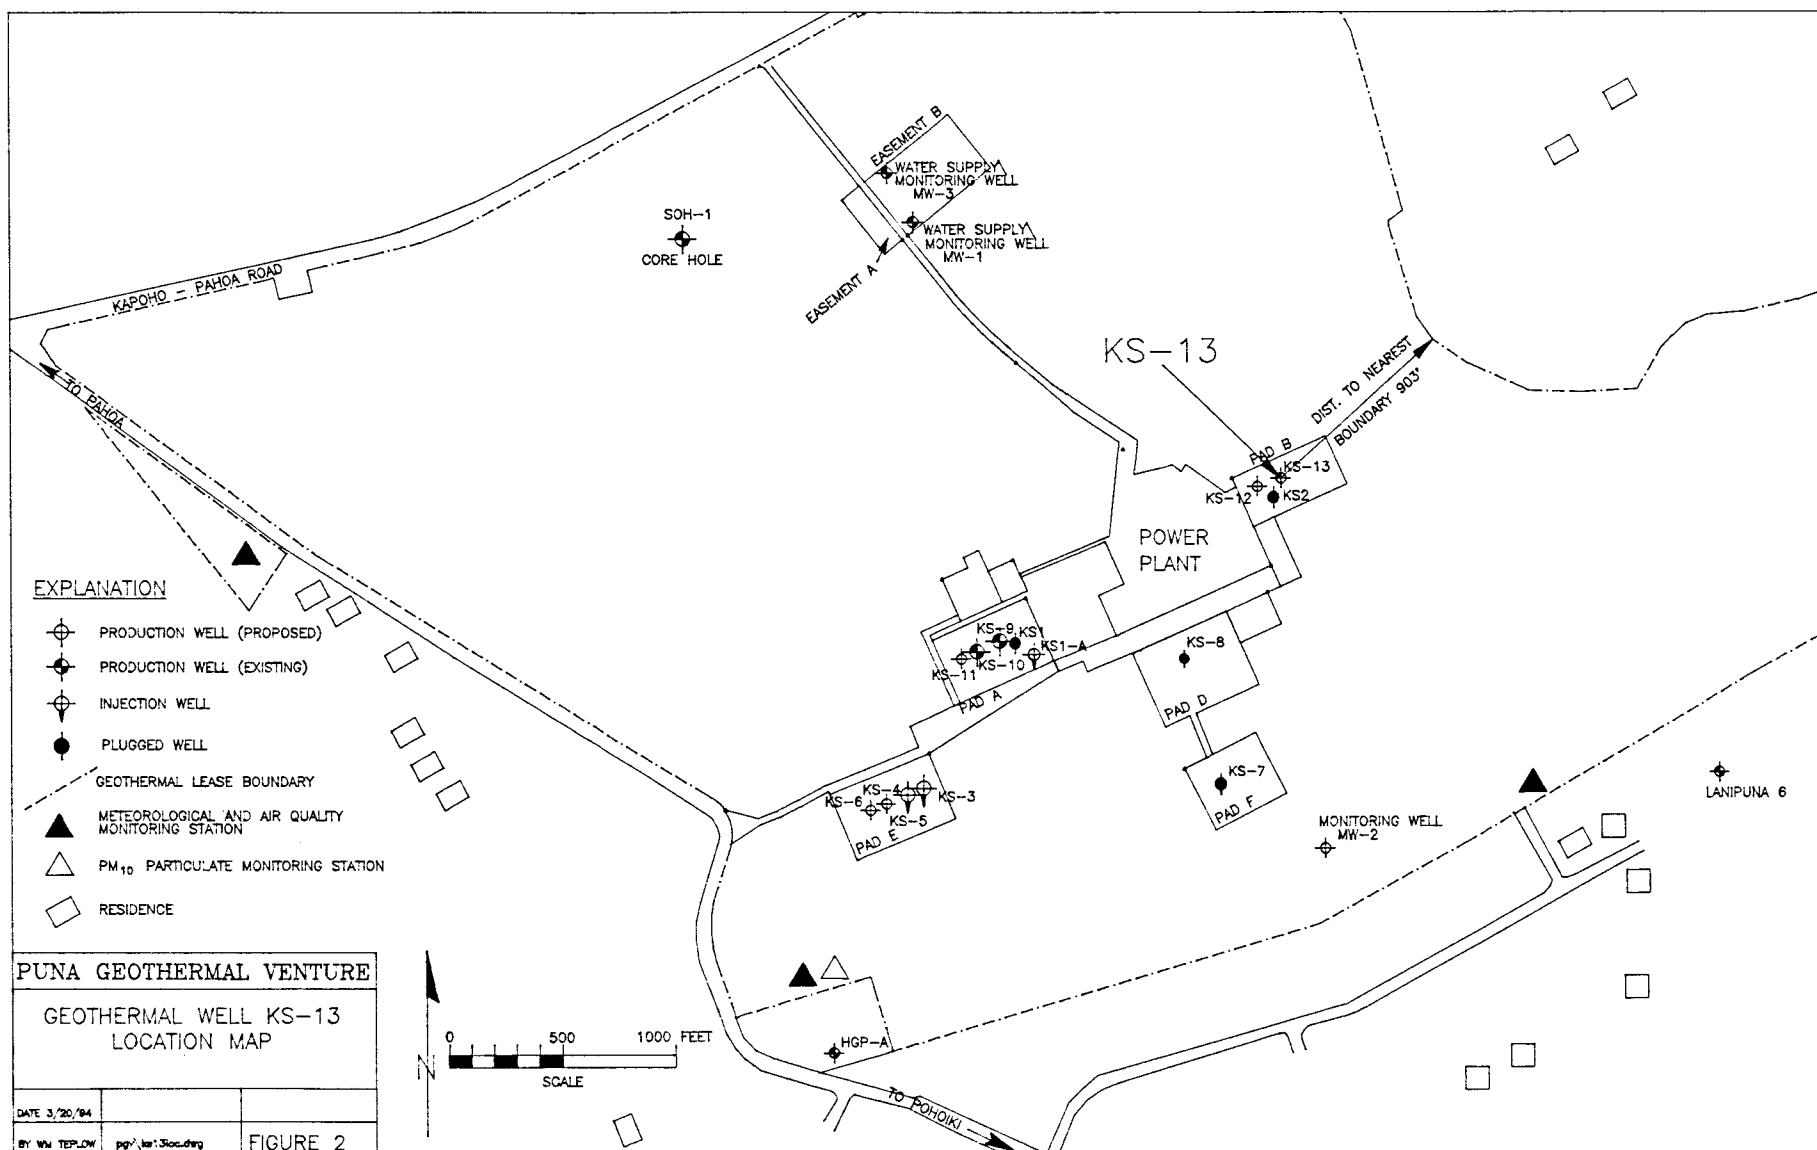 EASEMENT B
WATER SUPPLY
MONITORING WELL
MW-3
SOH-1
CORE HOLE
WATER SUPPLY
MONITORING WELL
MW-1
EASEMENT A
KAPOHO - PAHOA ROAD
TO PAHOA
KS-13
DIST. TO NEAREST
BOUNDARY 903'
PAD B
KS-13
KS-12
KS2
POWER
PLANT
KS-9
KS1
KS1-A
KS-10
KS-11
PAD A
KS-8
PAD D
KS-7
PAD F
KS-4
KS-6
KS-3
KS-5
PAD E
MONITORING WELL
MW-2
LANIPUNA 6
EXPLANATION
PRODUCTION WELL (PROPOSED)
PRODUCTION WELL (EXISTING)
INJECTION WELL
PLUGGED WELL
GEOTHERMAL LEASE BOUNDARY
METEOROLOGICAL AND AIR QUALITY
MONITORING STATION
PM10 PARTICULATE MONITORING STATION
RESIDENCE
HGP-A
TO POHOIKI
N
0 500 1000 FEET
SCALE
PUNA GEOTHERMAL VENTURE
GEOTHERMAL WELL KS-13
LOCATION MAP
DATE 3/20/94
BY WM TEPLOW
FIGURE 2